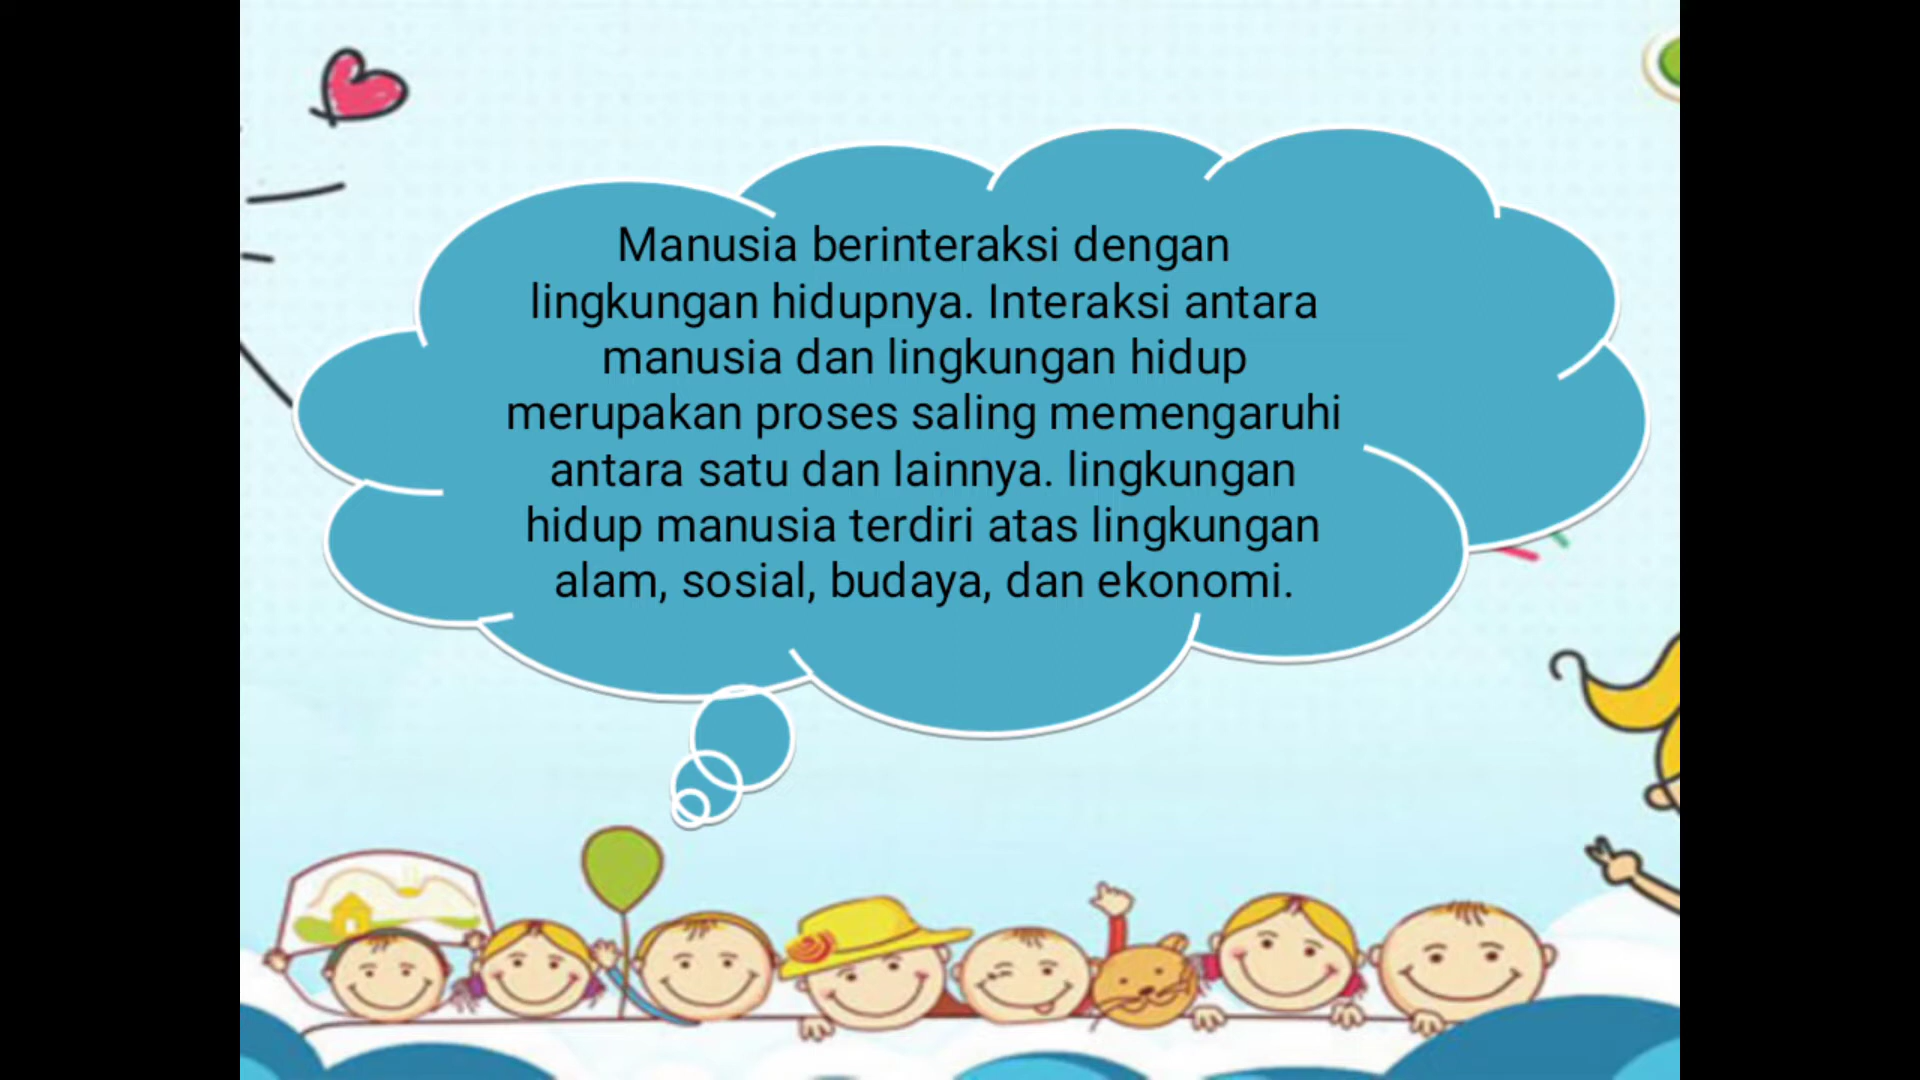 Manusia berinteraksi dengan
lingkungan hidupnya. Interaksi antara
manusia dan lingkungan hidup
merupakan proses saling memengaruhi
antara satu dan lainnya. lingkungan
hidup manusia terdiri atas lingkungan
alam, sosial, budaya, dan ekonomi.